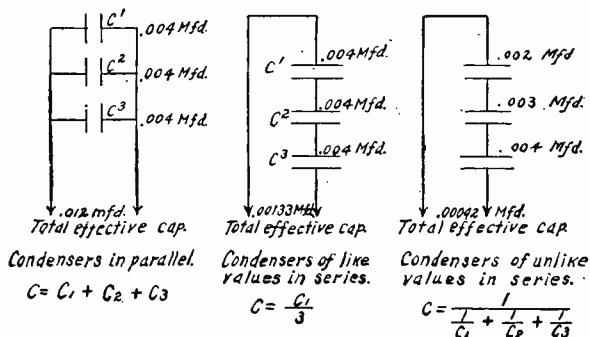 C¹
.004 Mfd.
C²
.004 Mfd.
C³
.004 Mfd.
.012 mfd.
Total effective cap.
Condensers in parallel.
C = C₁ + C₂ + C₃
.004 Mfd.
C¹
.004 Mfd.
C²
.004 Mfd.
C³
.00133 Mfd.
Total effective cap.
Condensers of like
values in series.
C = C₁/3
.002 Mfd
.003 Mfd
.004 Mfd
.00042 Mfd.
Total effective cap.
Condensers of unlike
values in series.
C = 1/(1/C₁ + 1/C₂ + 1/C₃)